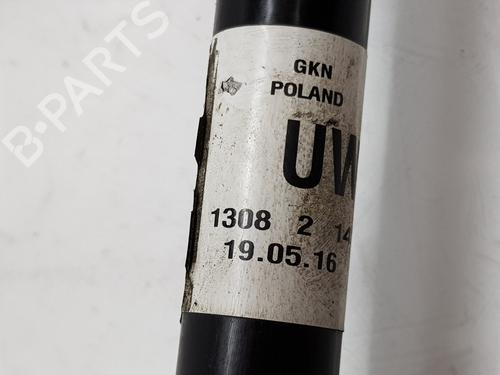 B-PARTS
GKN
POLAND
UW
1308 2 14
19.05.16